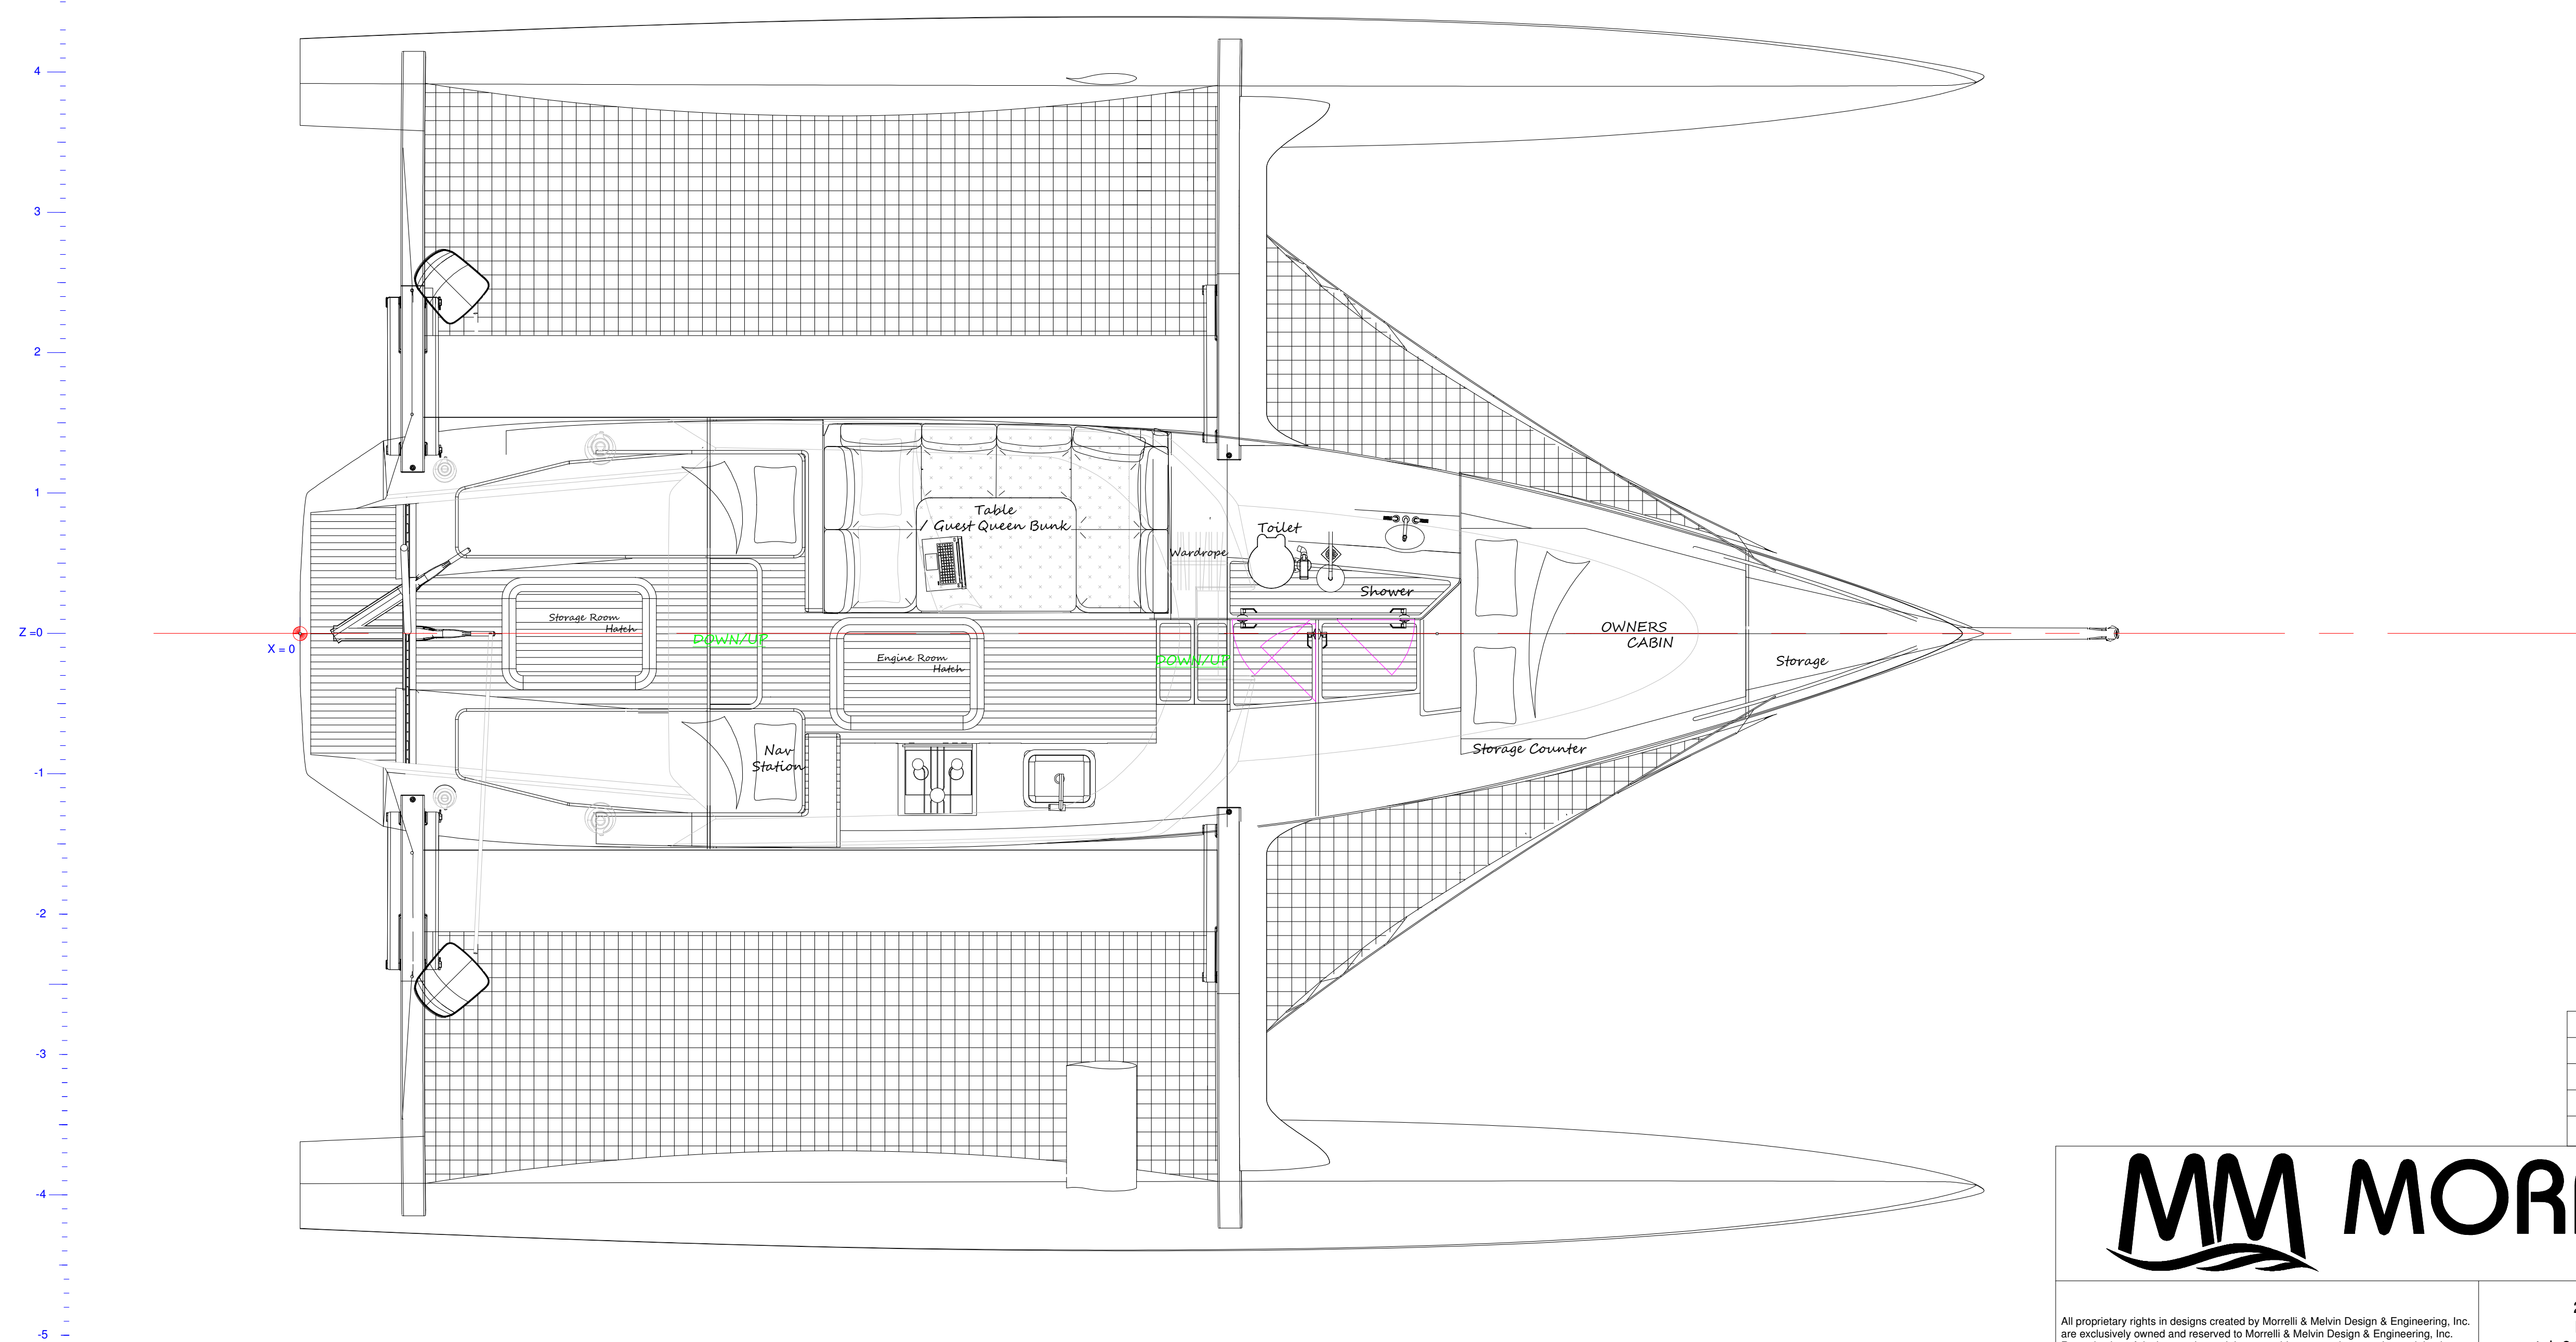 4
3
2
1
Z =0
X = 0
-1
-2
-3
-4
-5
Table
/ Guest Queen Bunk
Toilet
Wardrope
Shower
Storage Room
Hatch
DOWN/UP
Engine Room
Hatch
DOWN/UP
OWNERS
CABIN
Storage
Nav
Station
Storage Counter
MM MOR
All proprietary rights in designs created by Morrelli & Melvin Design & Engineering, Inc.
are exclusively owned and reserved to Morrelli & Melvin Design & Engineering, Inc.